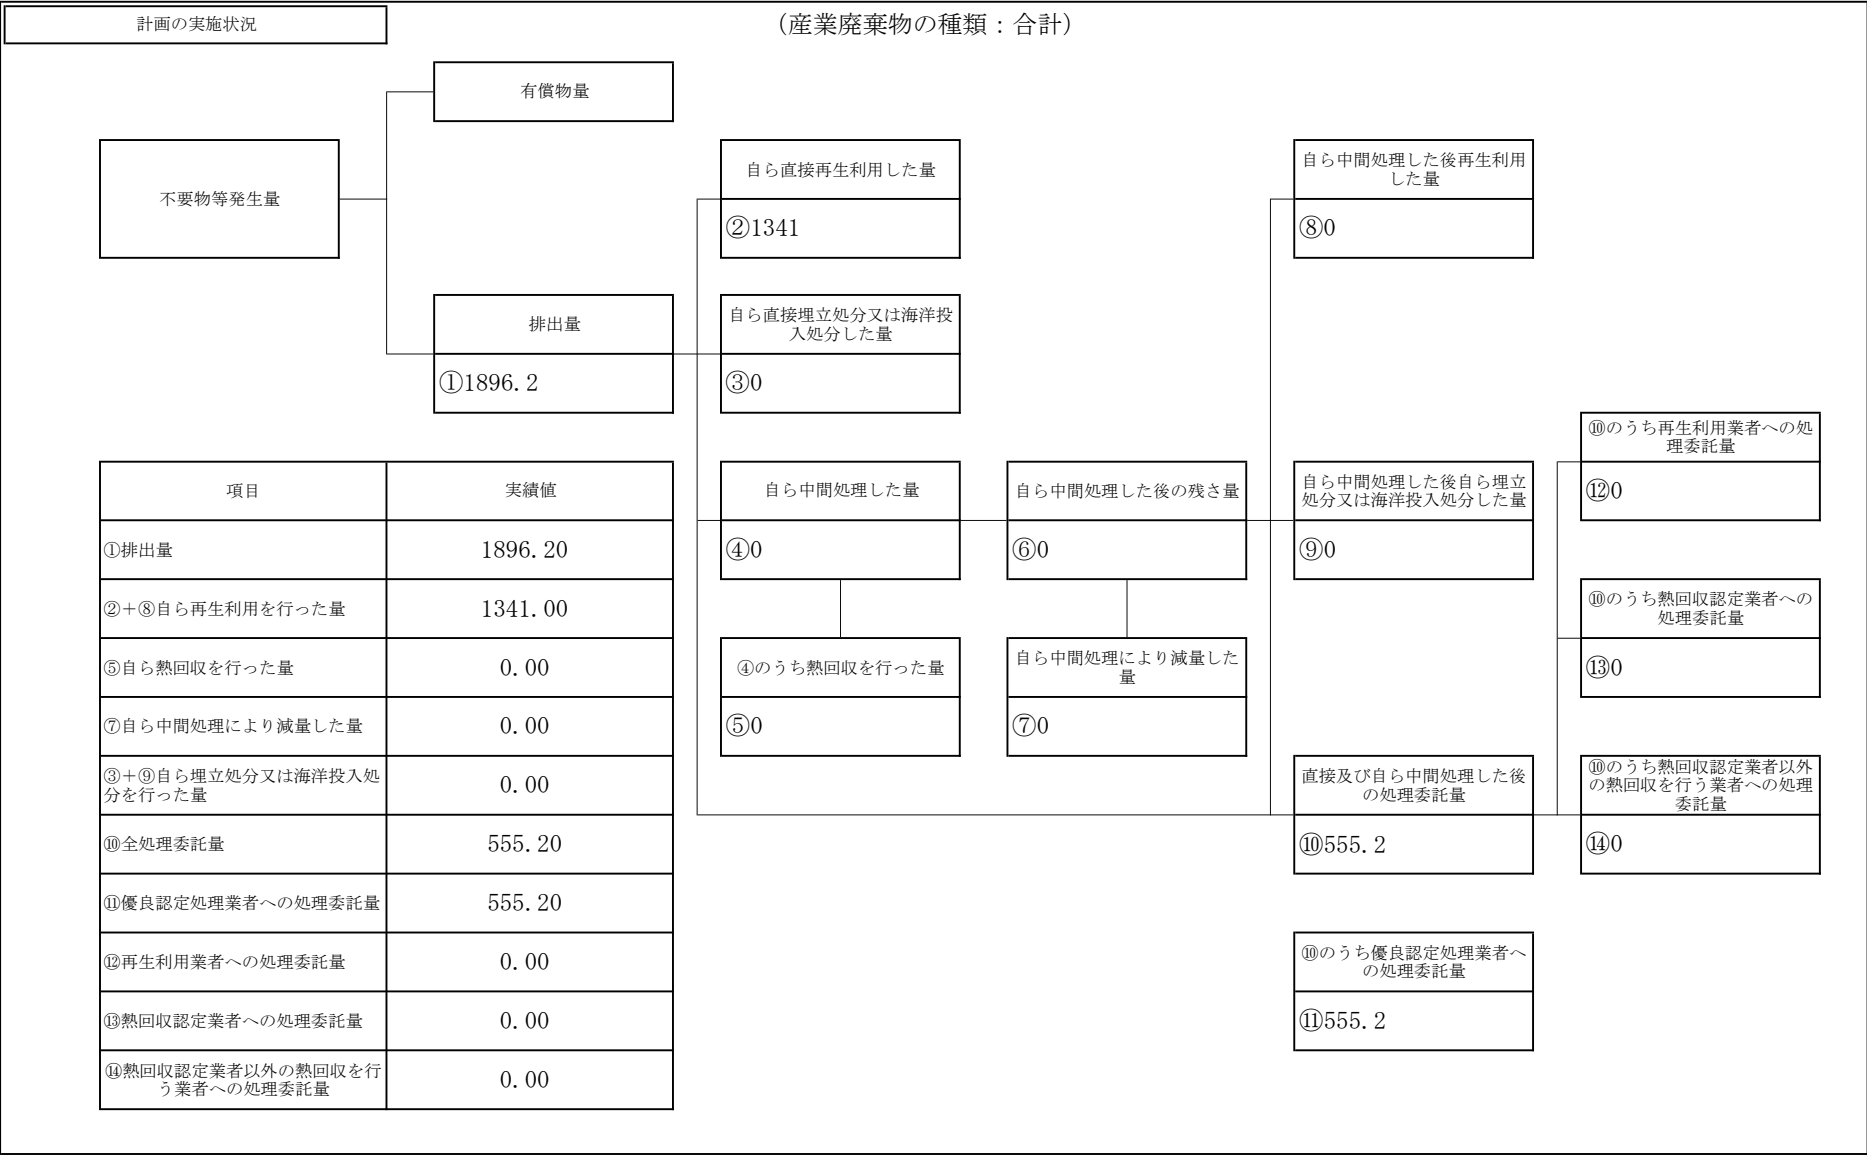 計画の実施状況
（産業廃棄物の種類：合計）
有償物量
不要物等発生量
自ら直接再生利用した量
②1341
自ら中間処理した後再生利用
した量
⑧0
排出量
①1896.2
自ら直接埋立処分又は海洋投
入処分した量
③0
⑩のうち再生利用業者への処
理委託量
⑫0
自ら中間処理した量
④0
自ら中間処理した後の残さ量
⑥0
自ら中間処理した後自ら埋立
処分又は海洋投入処分した量
⑨0
⑩のうち熱回収認定業者への
処理委託量
⑬0
④のうち熱回収を行った量
⑤0
自ら中間処理により減量した
量
⑦0
直接及び自ら中間処理した後
の処理委託量
⑩555.2
⑩のうち熱回収認定業者以外
の熱回収を行う業者への処理
委託量
⑭0
⑩のうち優良認定処理業者へ
の処理委託量
⑪555.2
項目 実績値
①排出量 1896.20
②＋⑧自ら再生利用を行った量 1341.00
⑤自ら熱回収を行った量 0.00
⑦自ら中間処理により減量した量 0.00
③＋⑨自ら埋立処分又は海洋投入処
分を行った量 0.00
⑩全処理委託量 555.20
⑪優良認定処理業者への処理委託量 555.20
⑫再生利用業者への処理委託量 0.00
⑬熱回収認定業者への処理委託量 0.00
⑭熱回収認定業者以外の熱回収を行
う業者への処理委託量 0.00